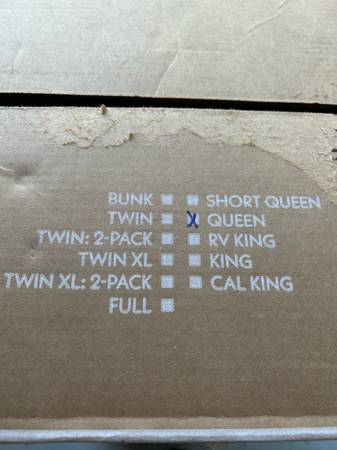 BUNK SHORT QUEEN
TWIN X QUEEN
TWIN: 2-PACK RV KING
TWIN XL KING
TWIN XL: 2-PACK CAL KING
FULL